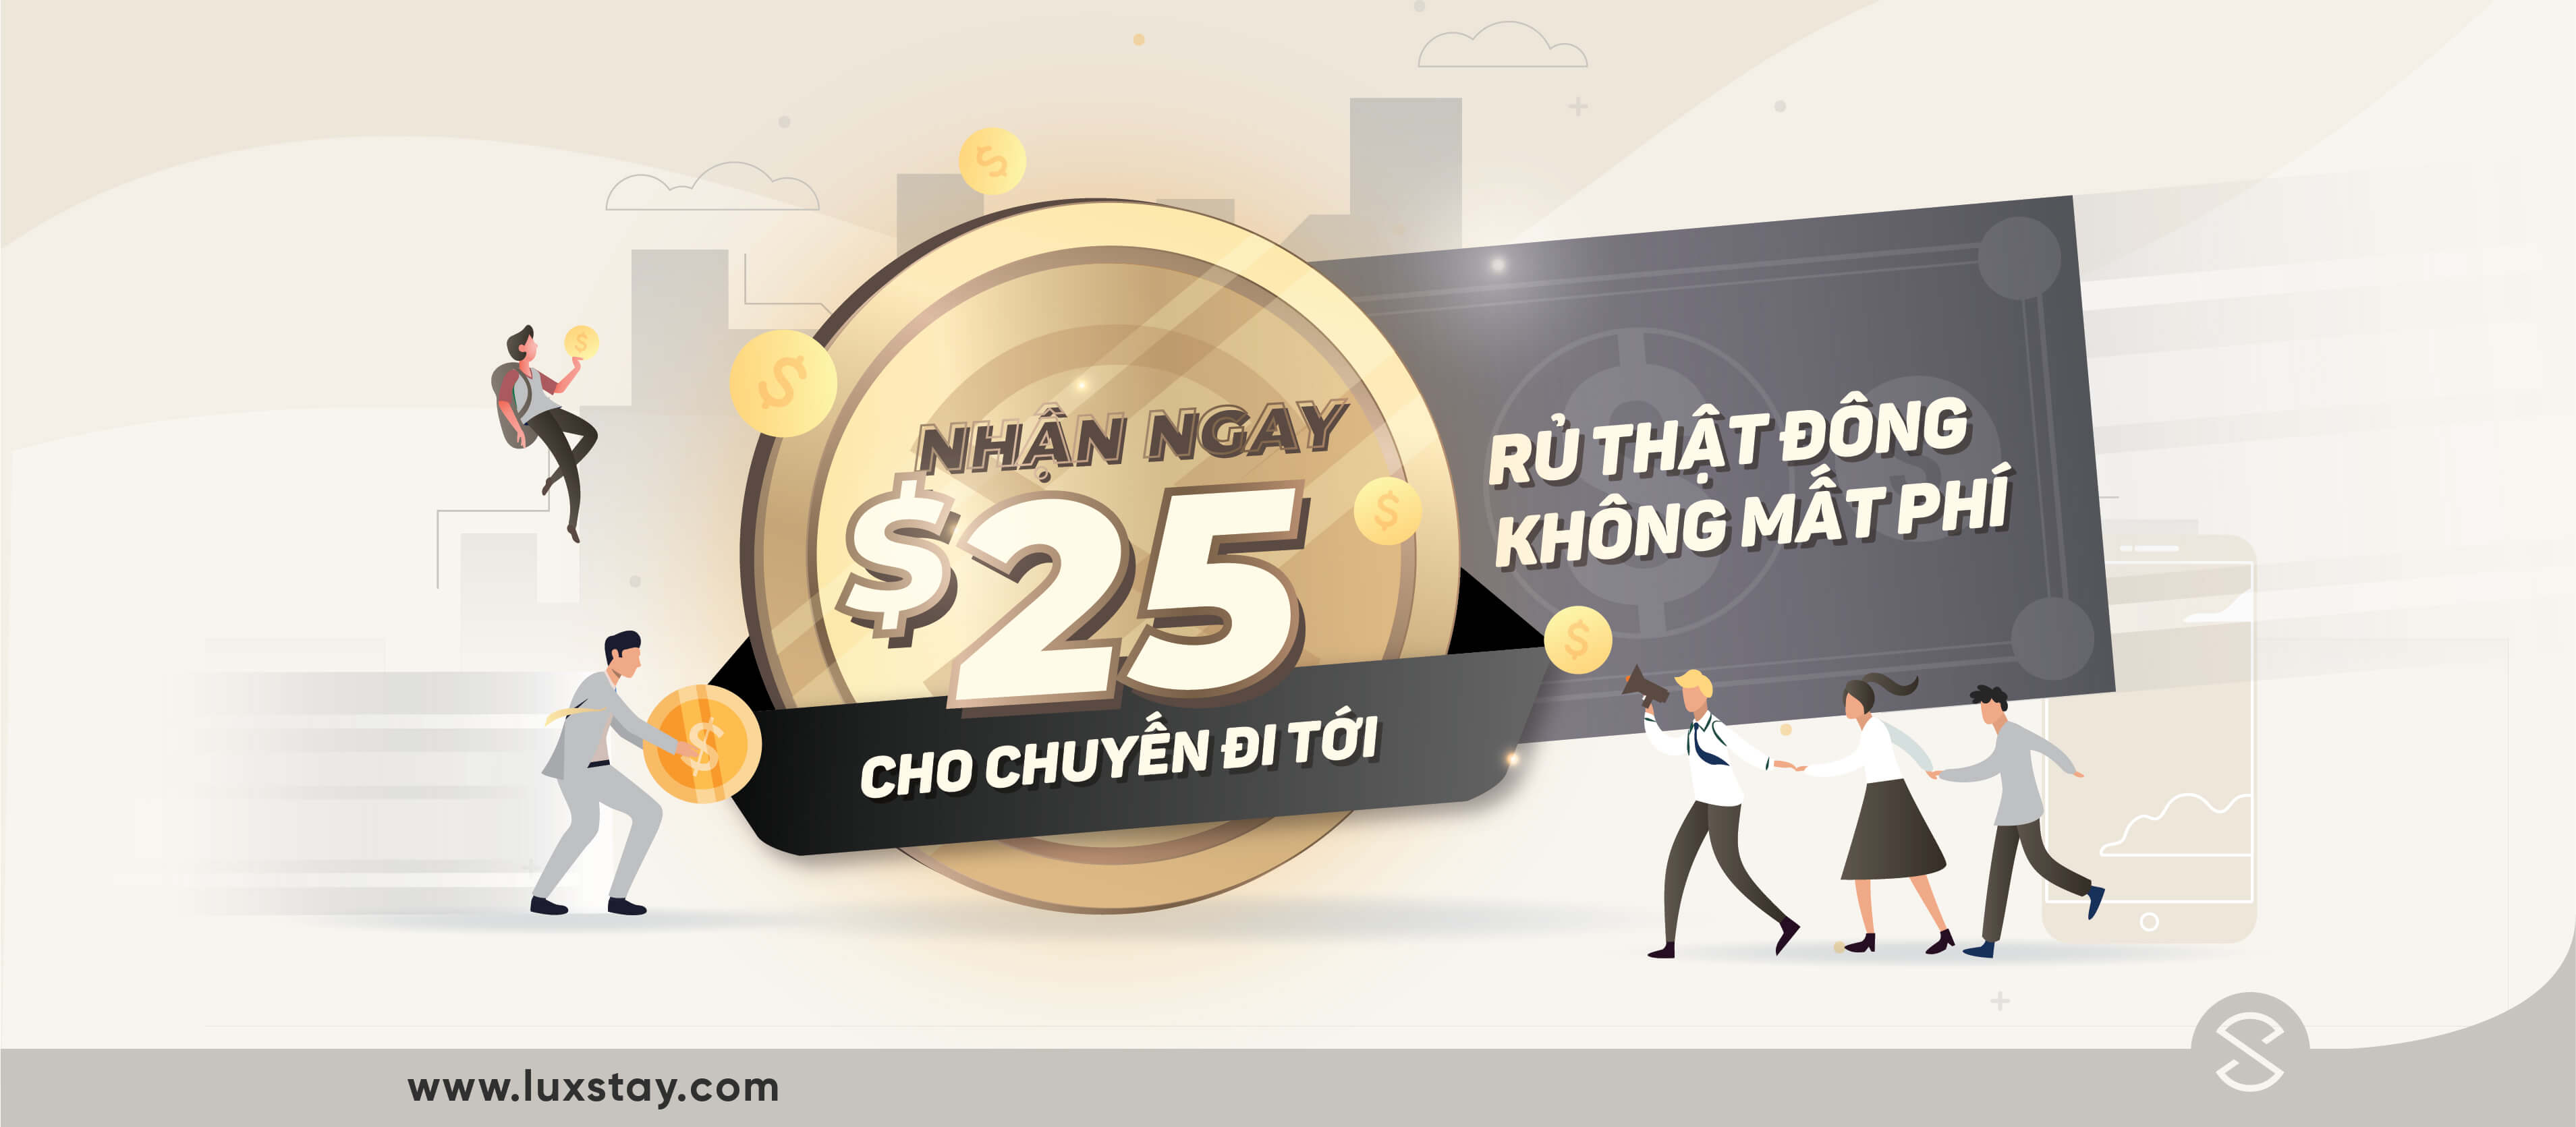 NHẬN NGAY
$25
CHO CHUYẾN ĐI TỚI
RỦ THẬT ĐÔNG
KHÔNG MẤT PHÍ
www.luxstay.com